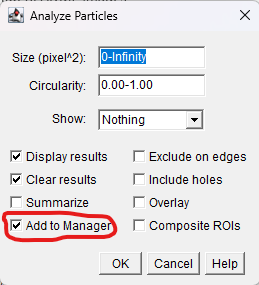 Analyze Particles
Size (pixel^2): 0-Infinity
Circularity: 0.00-1.00
Show: Nothing
Display results Exclude on edges
Clear results Include holes
Summarize Overlay
Add to Manager Composite ROIs
OK Cancel Help